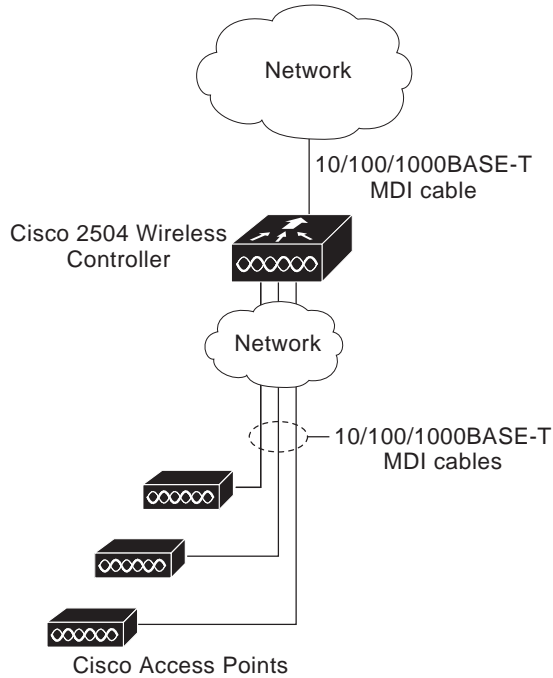 Network
10/100/1000BASE-T
MDI cable
Cisco 2504 Wireless
Controller
Network
10/100/1000BASE-T
MDI cables
Cisco Access Points